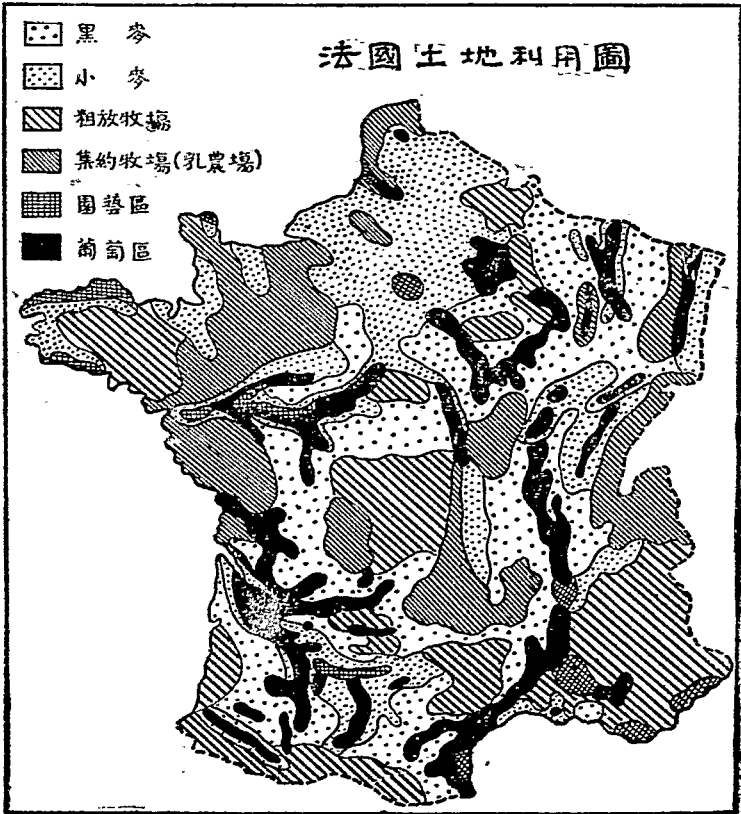 法國土地利用圖
黑麥
小麥
粗放牧場
集約牧場(乳農場)
園藝區
葡萄區